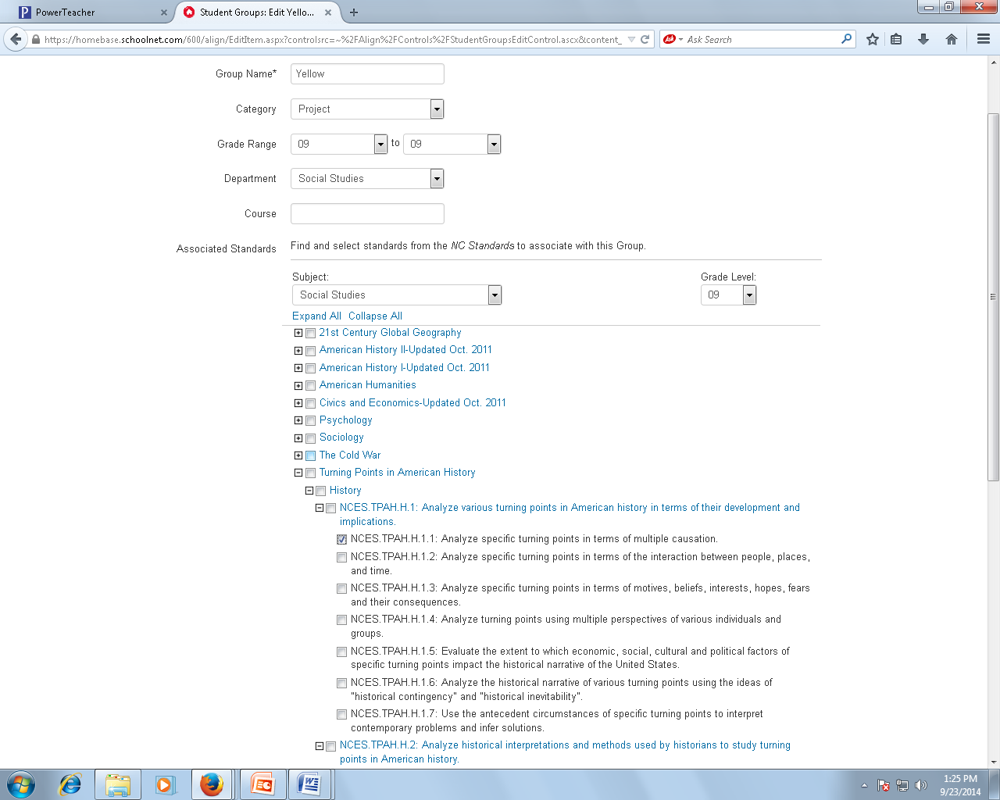 PowerTeacher
Student Groups: Edit Yello...
https://homebase.schoolnet.com/600/align/EditItem.aspx?controlsrc=~%2FAlign%2FControls%2FStudentGroupsEditControl.ascx&content_
Ask Search
Group Name*
Yellow
Category
Project
Grade Range
09
to
09
Department
Social Studies
Course
Associated Standards
Find and select standards from the NC Standards to associate with this Group.
Subject:
Grade Level:
Social Studies
09
Expand All Collapse All
21st Century Global Geography
American History II-Updated Oct. 2011
American History I-Updated Oct. 2011
American Humanities
Civics and Economics-Updated Oct. 2011
Psychology
Sociology
The Cold War
Turning Points in American History
History
NCES.TPAH.H.1: Analyze various turning points in American history in terms of their development and
implications.
NCES.TPAH.H.1.1: Analyze specific turning points in terms of multiple causation.
NCES.TPAH.H.1.2: Analyze specific turning points in terms of the interaction between people, places,
and time.
NCES.TPAH.H.1.3: Analyze specific turning points in terms of motives, beliefs, interests, hopes, fears
and their consequences.
NCES.TPAH.H.1.4: Analyze turning points using multiple perspectives of various individuals and
groups.
NCES.TPAH.H.1.5: Evaluate the extent to which economic, social, cultural and political factors of
specific turning points impact the historical narrative of the United States.
NCES.TPAH.H.1.6: Analyze the historical narrative of various turning points using the ideas of
"historical contingency" and "historical inevitability".
NCES.TPAH.H.1.7: Use the antecedent circumstances of specific turning points to interpret
contemporary problems and infer solutions.
NCES.TPAH.H.2: Analyze historical interpretations and methods used by historians to study turning
points in American history.
1:25 PM
9/23/2014